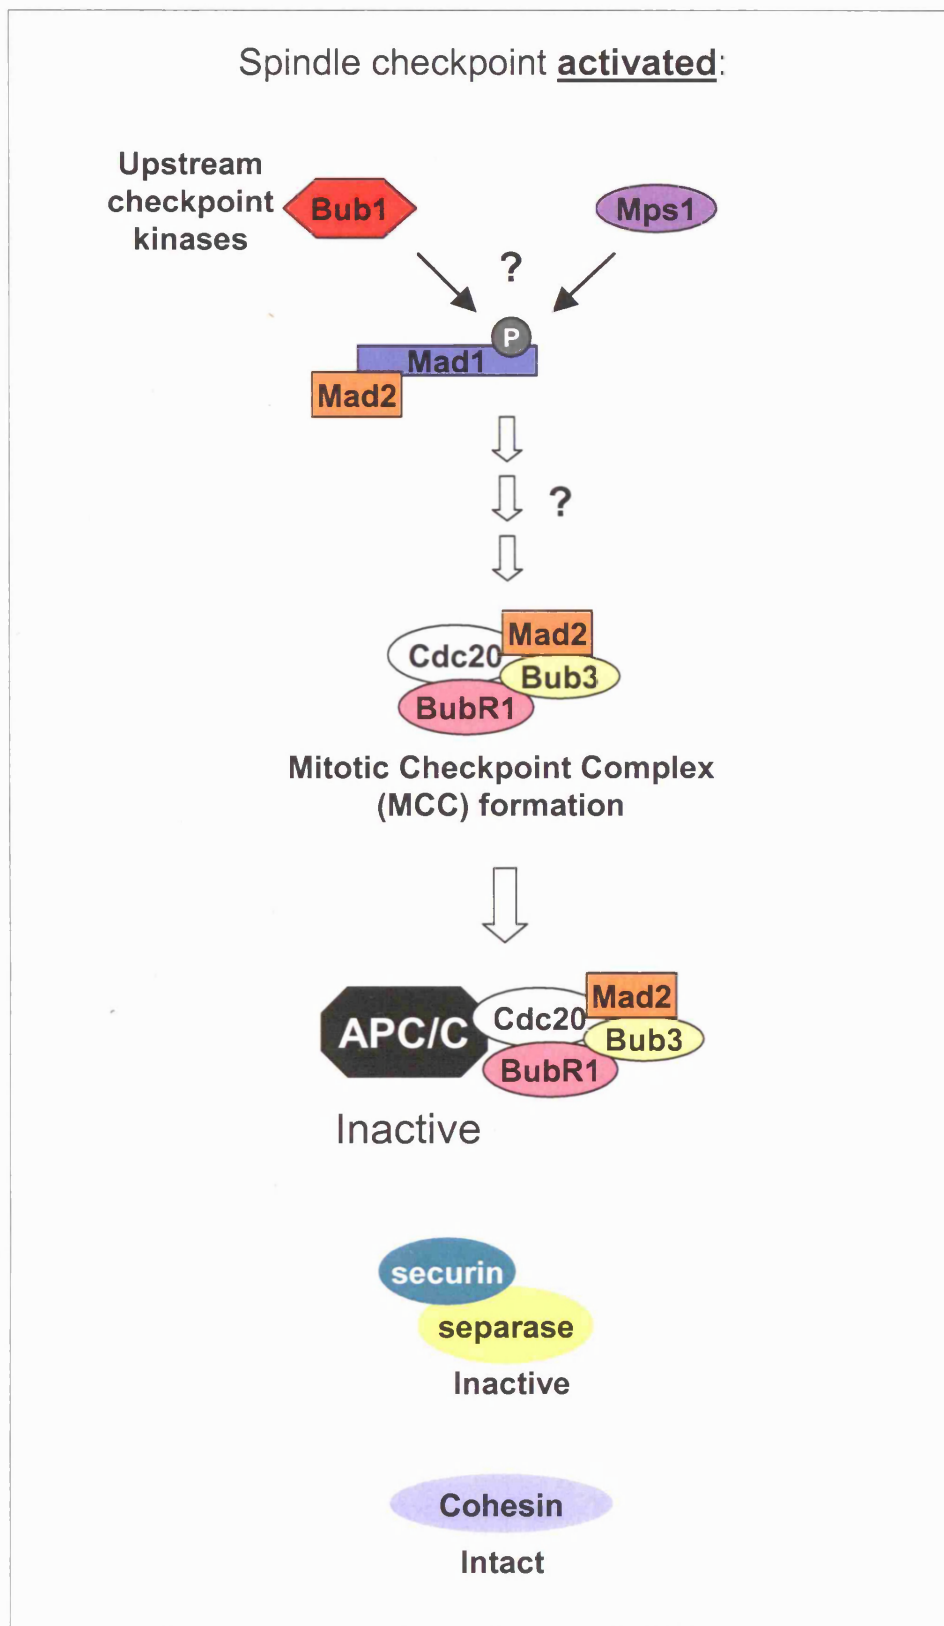 Spindle checkpoint activated:
Upstream
checkpoint
kinases
Bub1
Mps1
?
P
Mad1
Mad2
?
Mad2
Cdc20
Bub3
BubR1
Mitotic Checkpoint Complex
(MCC) formation
Mad2
APC/C
Cdc20
Bub3
BubR1
Inactive
securin
separase
Inactive
Cohesin
Intact